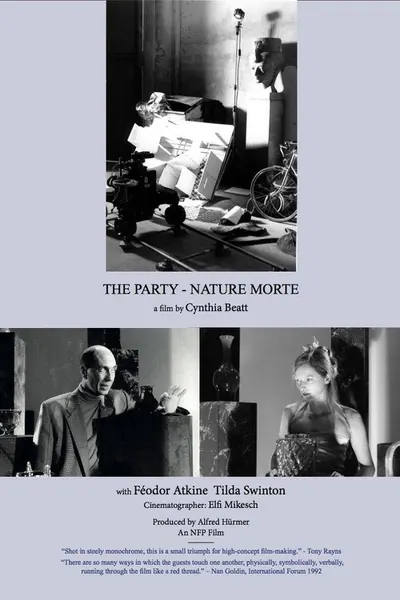 THE PARTY - NATURE MORTE
a film by Cynthia Beatt
with Féodor Atkine Tilda Swinton
Cinematographer: Elfi Mikesch
Produced by Alfred Hürmer
An NFP Film
“Shot in steely monochrome, this is a small triumph for high-concept film-making.” - Tony Rayns
“There are so many ways in which the guests touch one another, physically, symbolically, verbally,
running through the film like a red thread.” – Nan Goldin, International Forum 1992